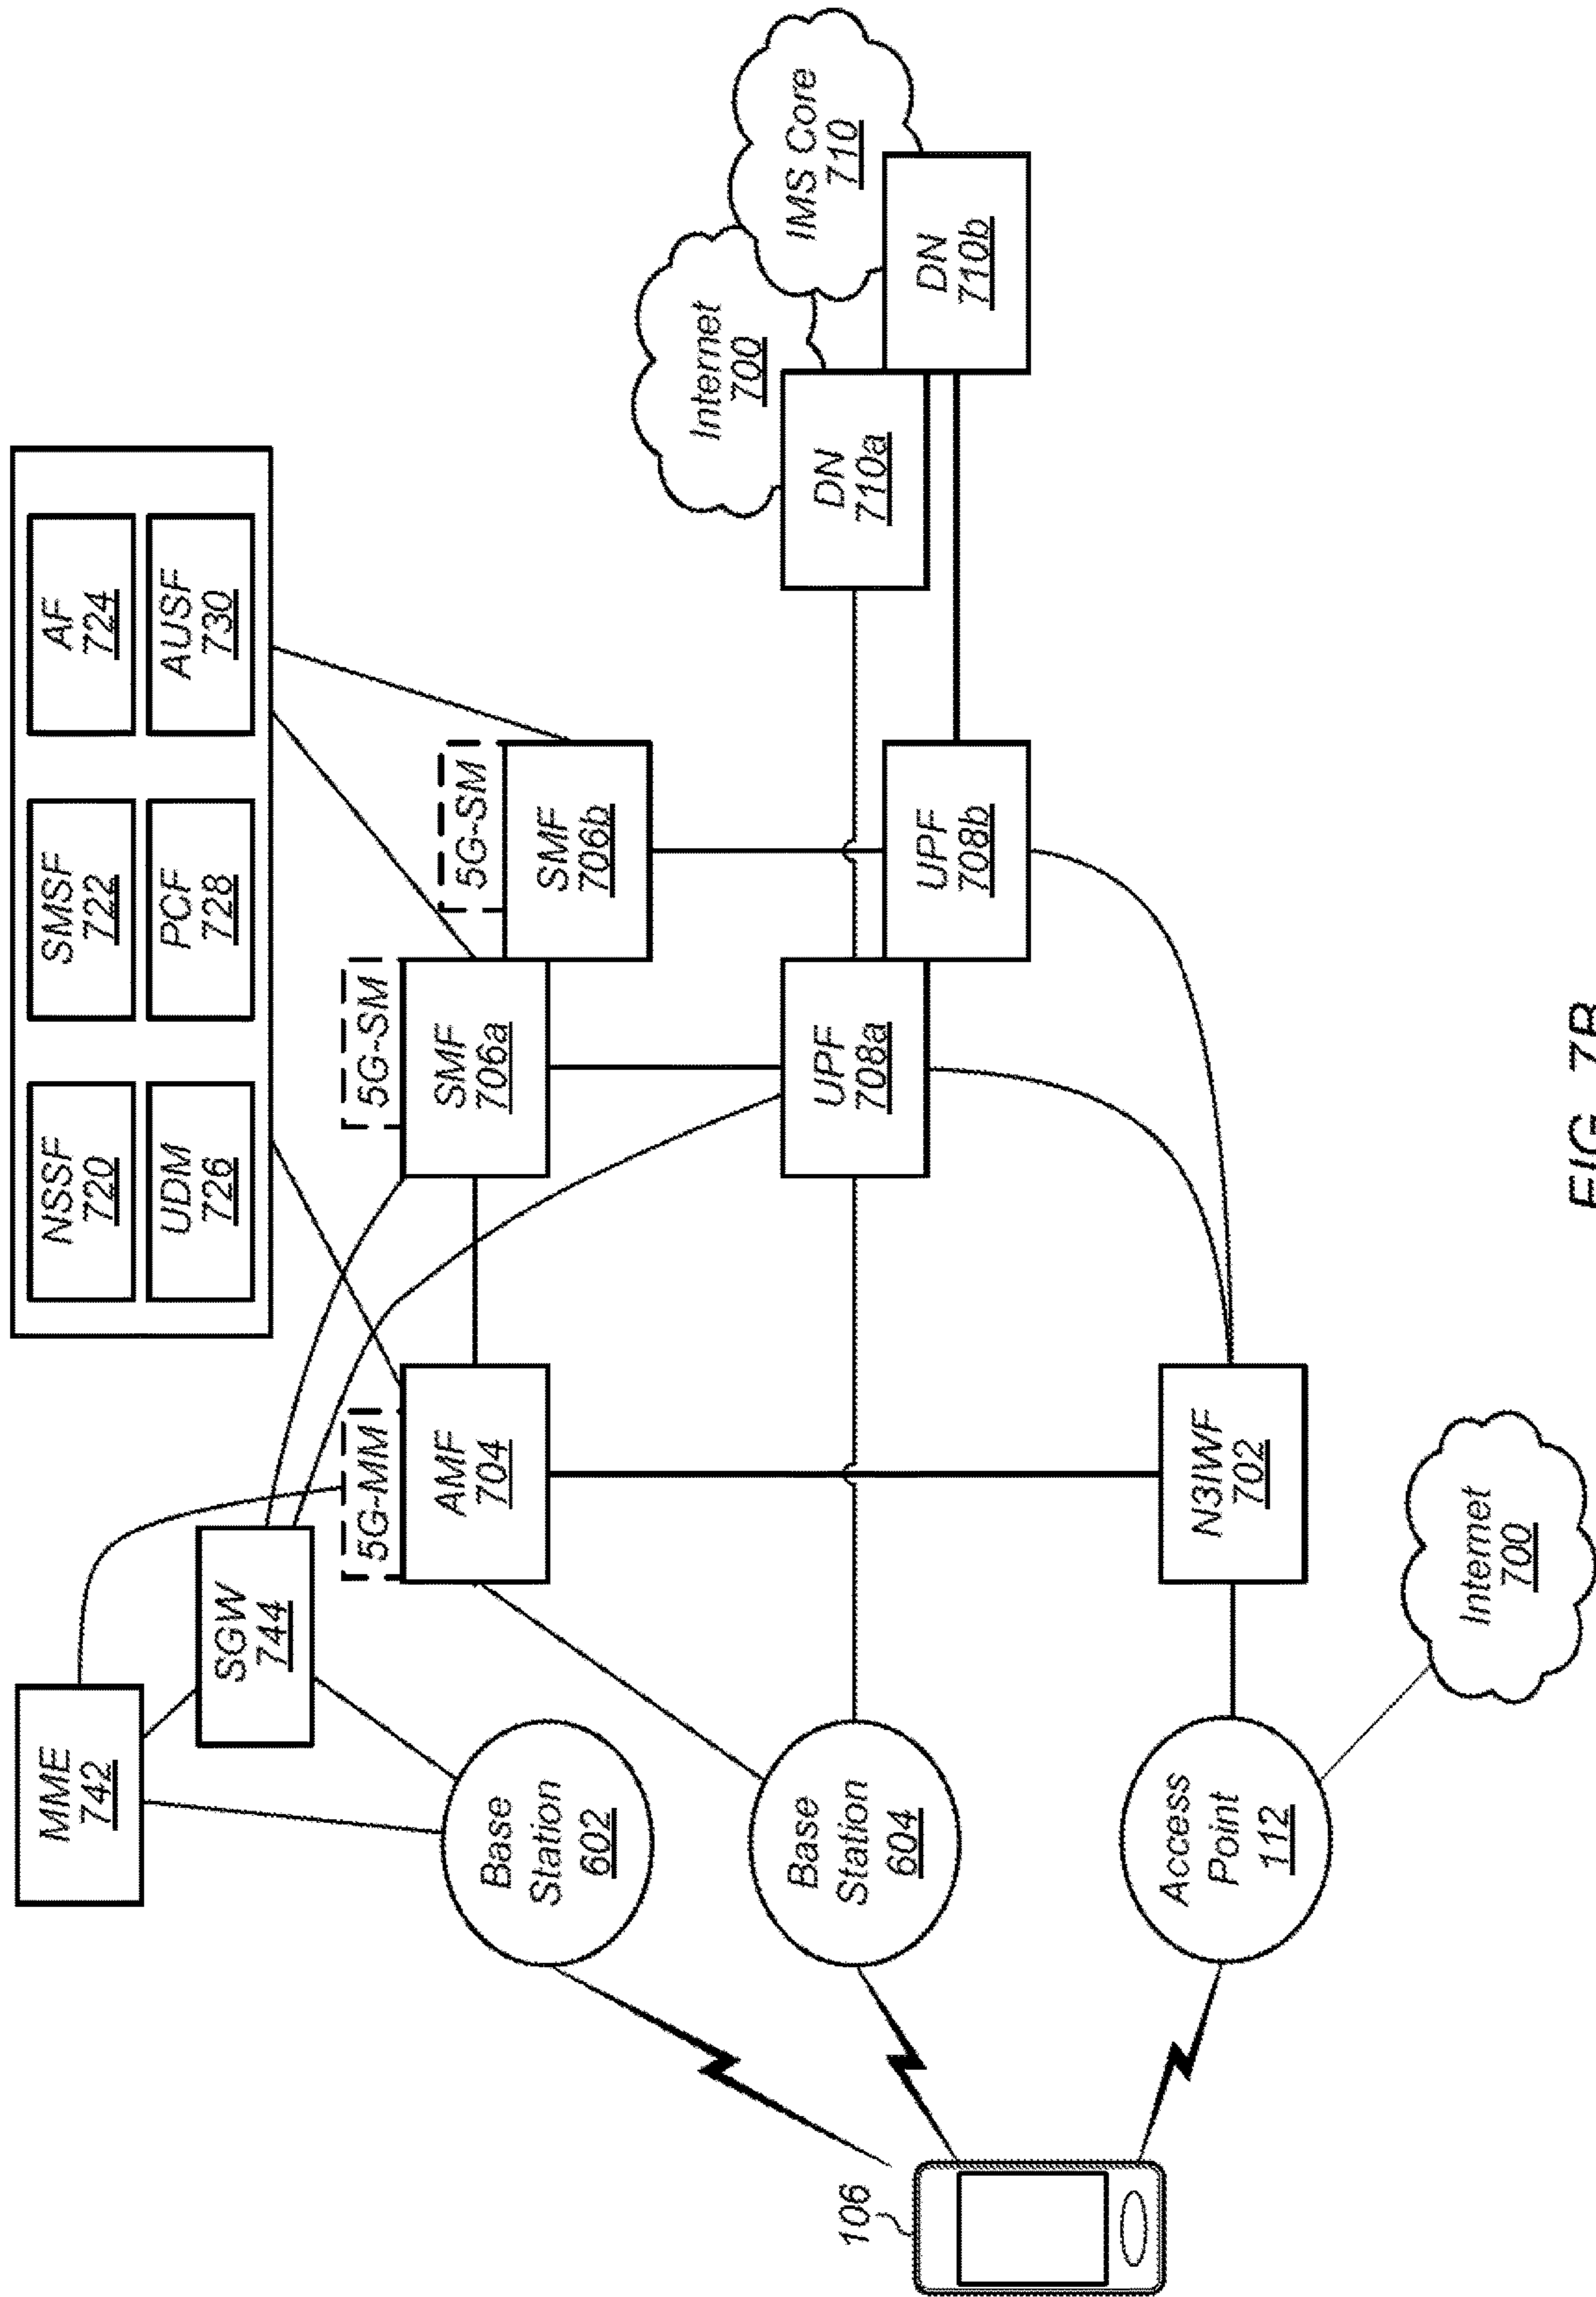 NSSF
720
SMSF
722
AF
724
UDM
726
PCF
728
AUSF
730
MME
742
SGW
744
5G-MM
AMF
704
5G-SM
SMF
706a
5G-SM
SMF
706b
Base
Station
602
Internet
700
IMS Core
710
Base
Station
604
UPF
708a
UPF
708b
DN
710a
DN
710b
106
Access
Point
112
N3IWF
702
Internet
700
FIG. 7B